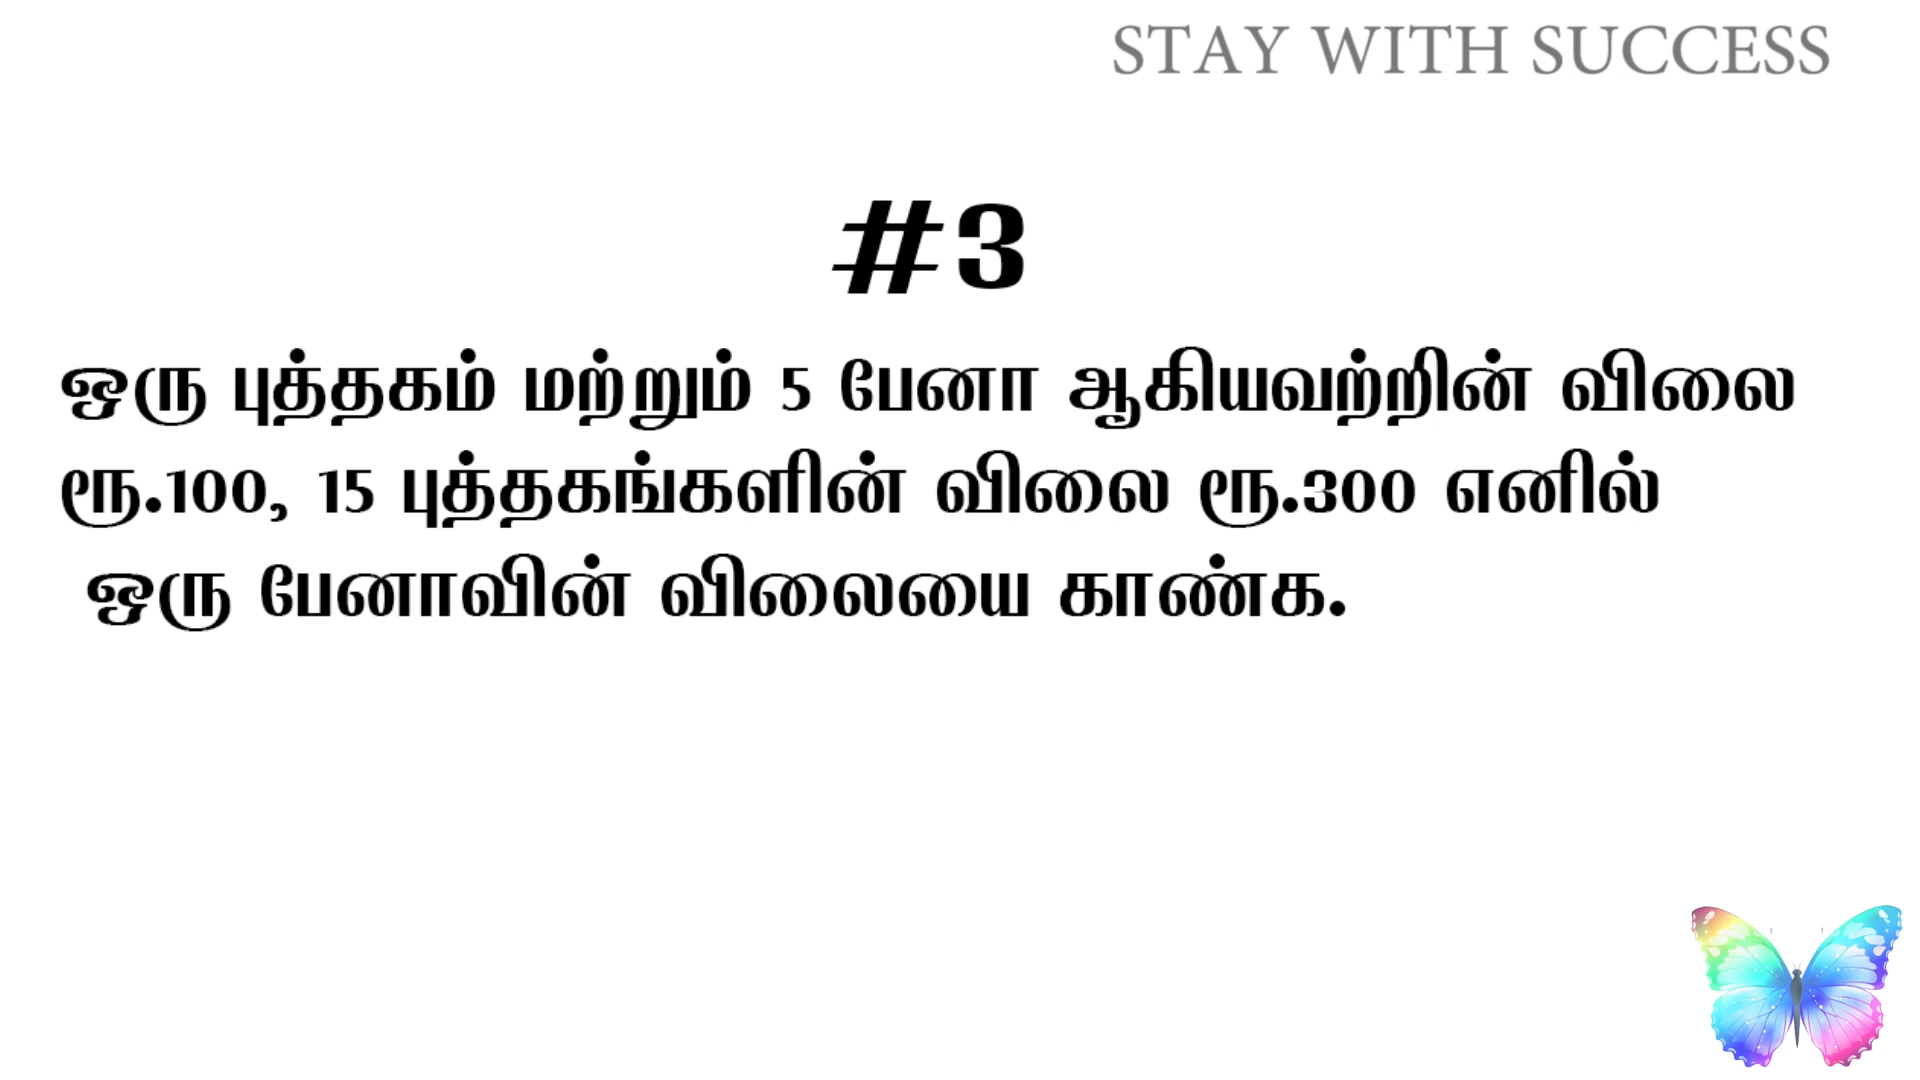 STAY WITH SUCCESS
#3
ஒரு புத்தகம் மற்றும் 5 பேனா ஆகியவற்றின் விலை
ரூ.100, 15 புத்தகங்களின் விலை ரூ.300 எனில்
ஒரு பேனாவின் விலையை காண்க.